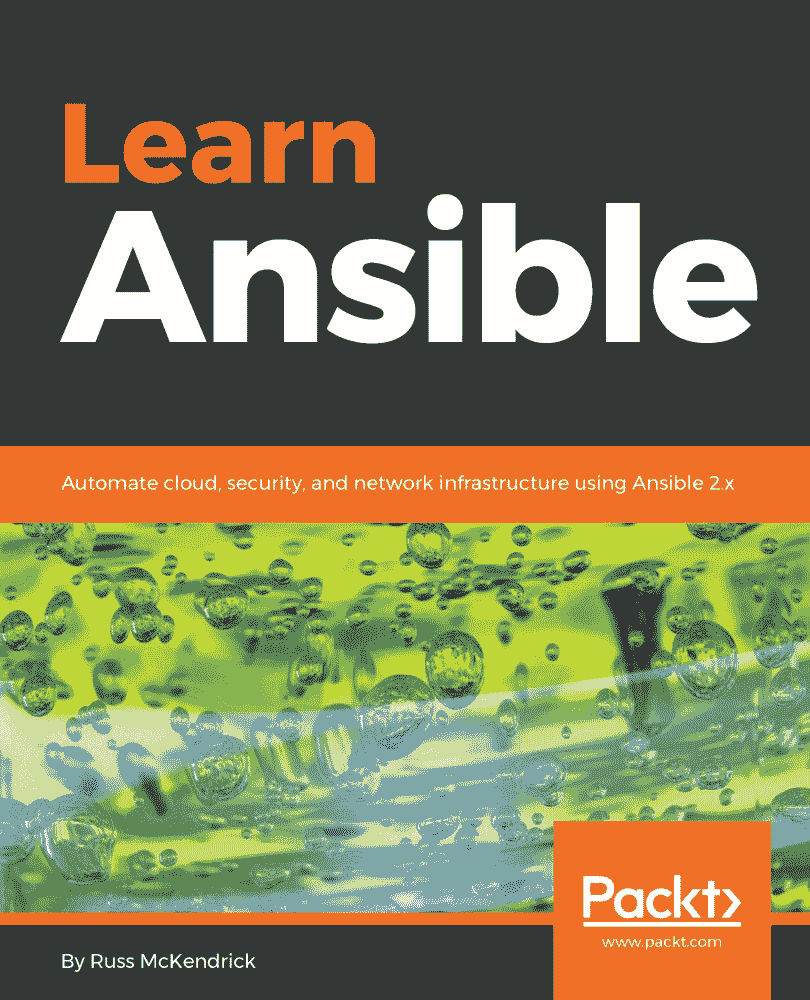 Learn
Ansible
Automate cloud, security, and network infrastructure using Ansible 2.x
Packt>
www.packt.com
By Russ McKendrick